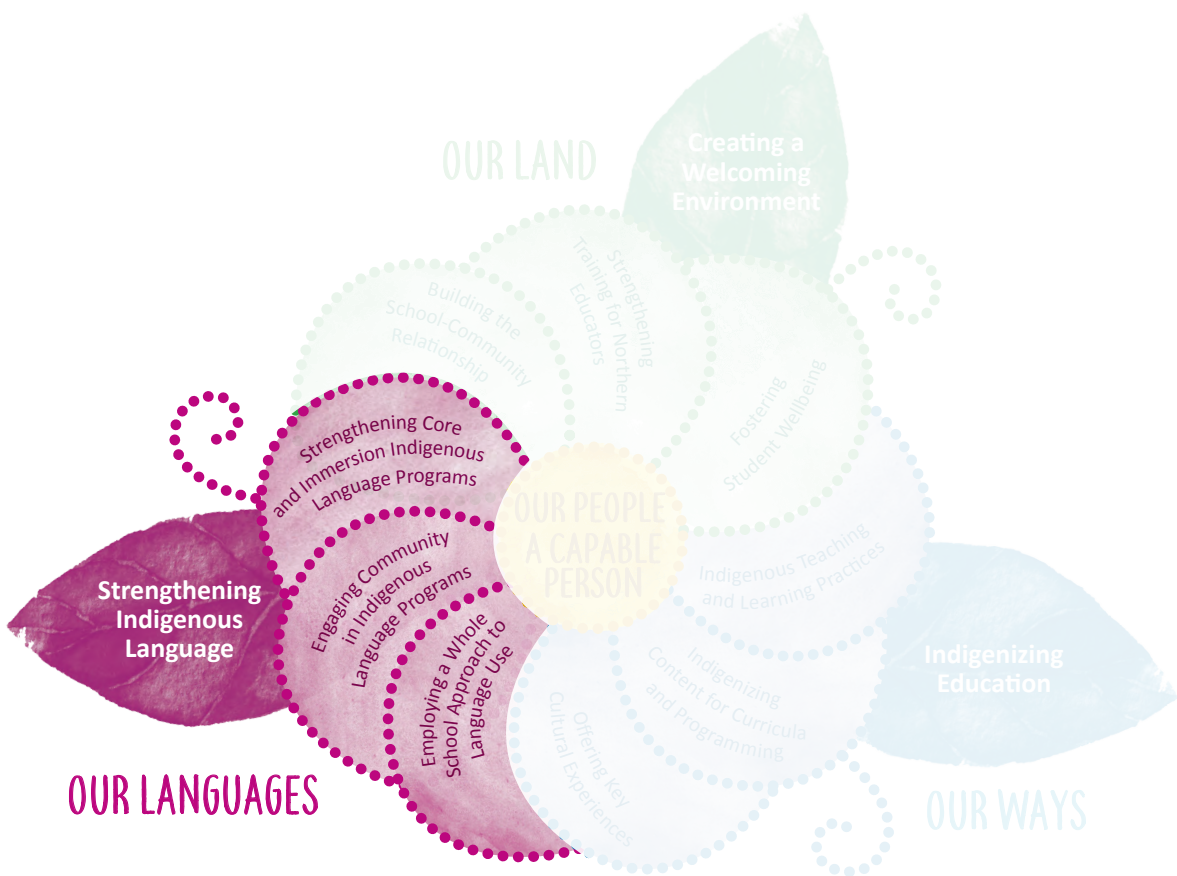 OUR LAND
Creating a
Welcoming
Environment
Building the
School-Community
Relationship
Strengthening
Training for Northern
Educators
Fostering
Student Wellbeing
Strengthening Core
and Immersion Indigenous
Language Programs
Engaging Community
in Indigenous
Language Programs
Employing a Whole
School Approach to
Language Use
Strengthening
Indigenous
Language
OUR LANGUAGES
OUR PEOPLE
A CAPABLE
PERSON
Indigenous Teaching
and Learning Practices
Indigenizing
Content for Curricula
and Programming
Offering Key
Cultural Experiences
Indigenizing
Education
OUR WAYS